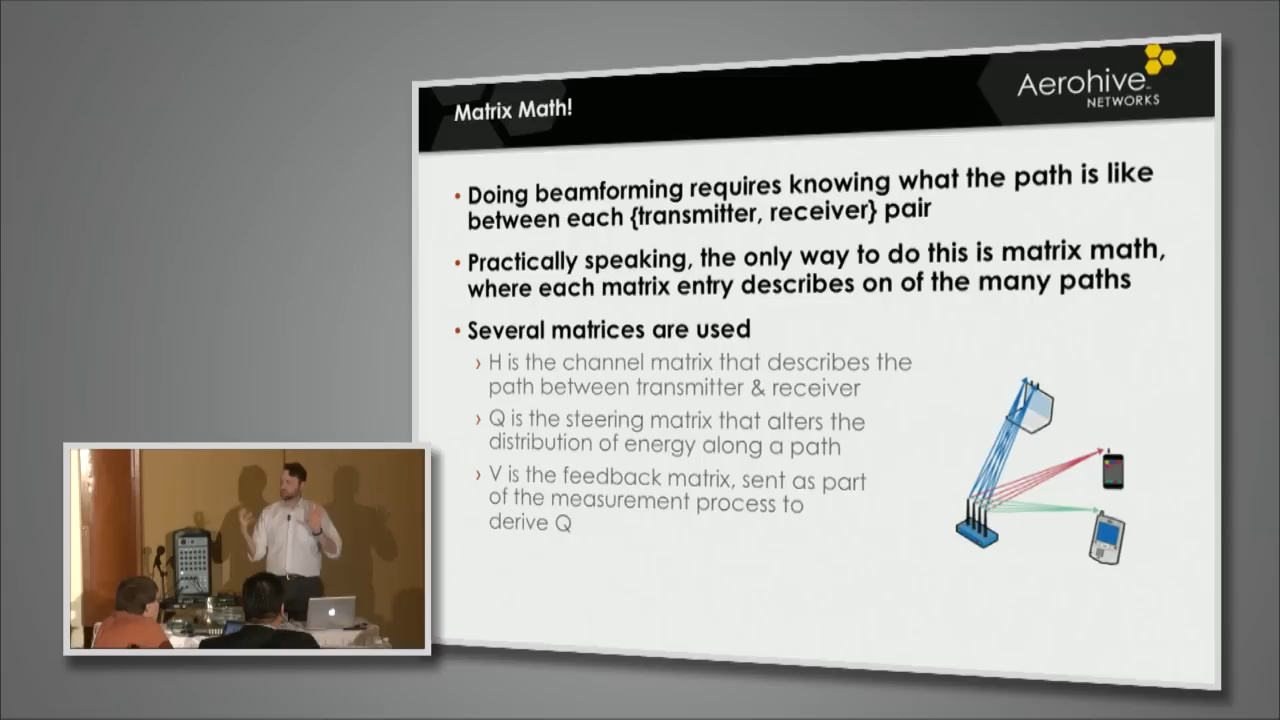 Matrix Math!
Aerohive
NETWORKS
• Doing beamforming requires knowing what the path is like
between each {transmitter, receiver} pair
• Practically speaking, the only way to do this is matrix math,
where each matrix entry describes on of the many paths
• Several matrices are used
› H is the channel matrix that describes the
path between transmitter & receiver
› Q is the steering matrix that alters the
distribution of energy along a path
› V is the feedback matrix, sent as part
of the measurement process to
derive Q